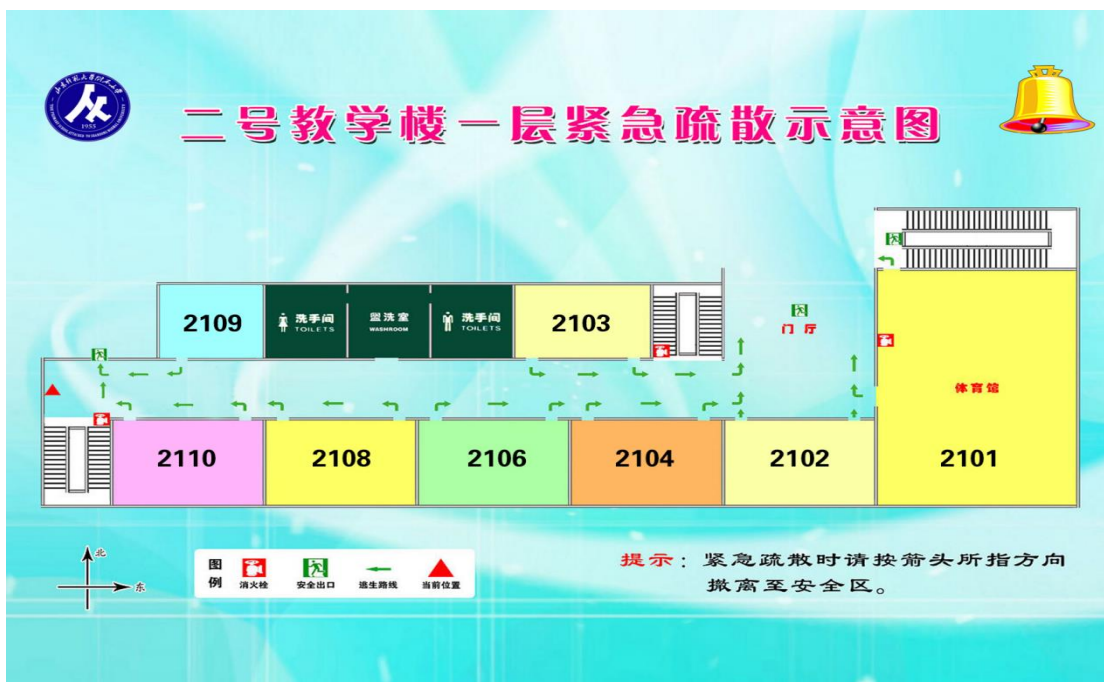 二号教学楼一层紧急疏散示意图
1955
2109
洗手间
TOILETS
盥洗室
WASHROOM
洗手间
TOILETS
2103
门厅
体育馆
2110
2108
2106
2104
2102
2101
北
东
图例
消火栓
安全出口
逃生路线
当前位置
提示：紧急疏散时请按箭头所指方向
撤离至安全区。